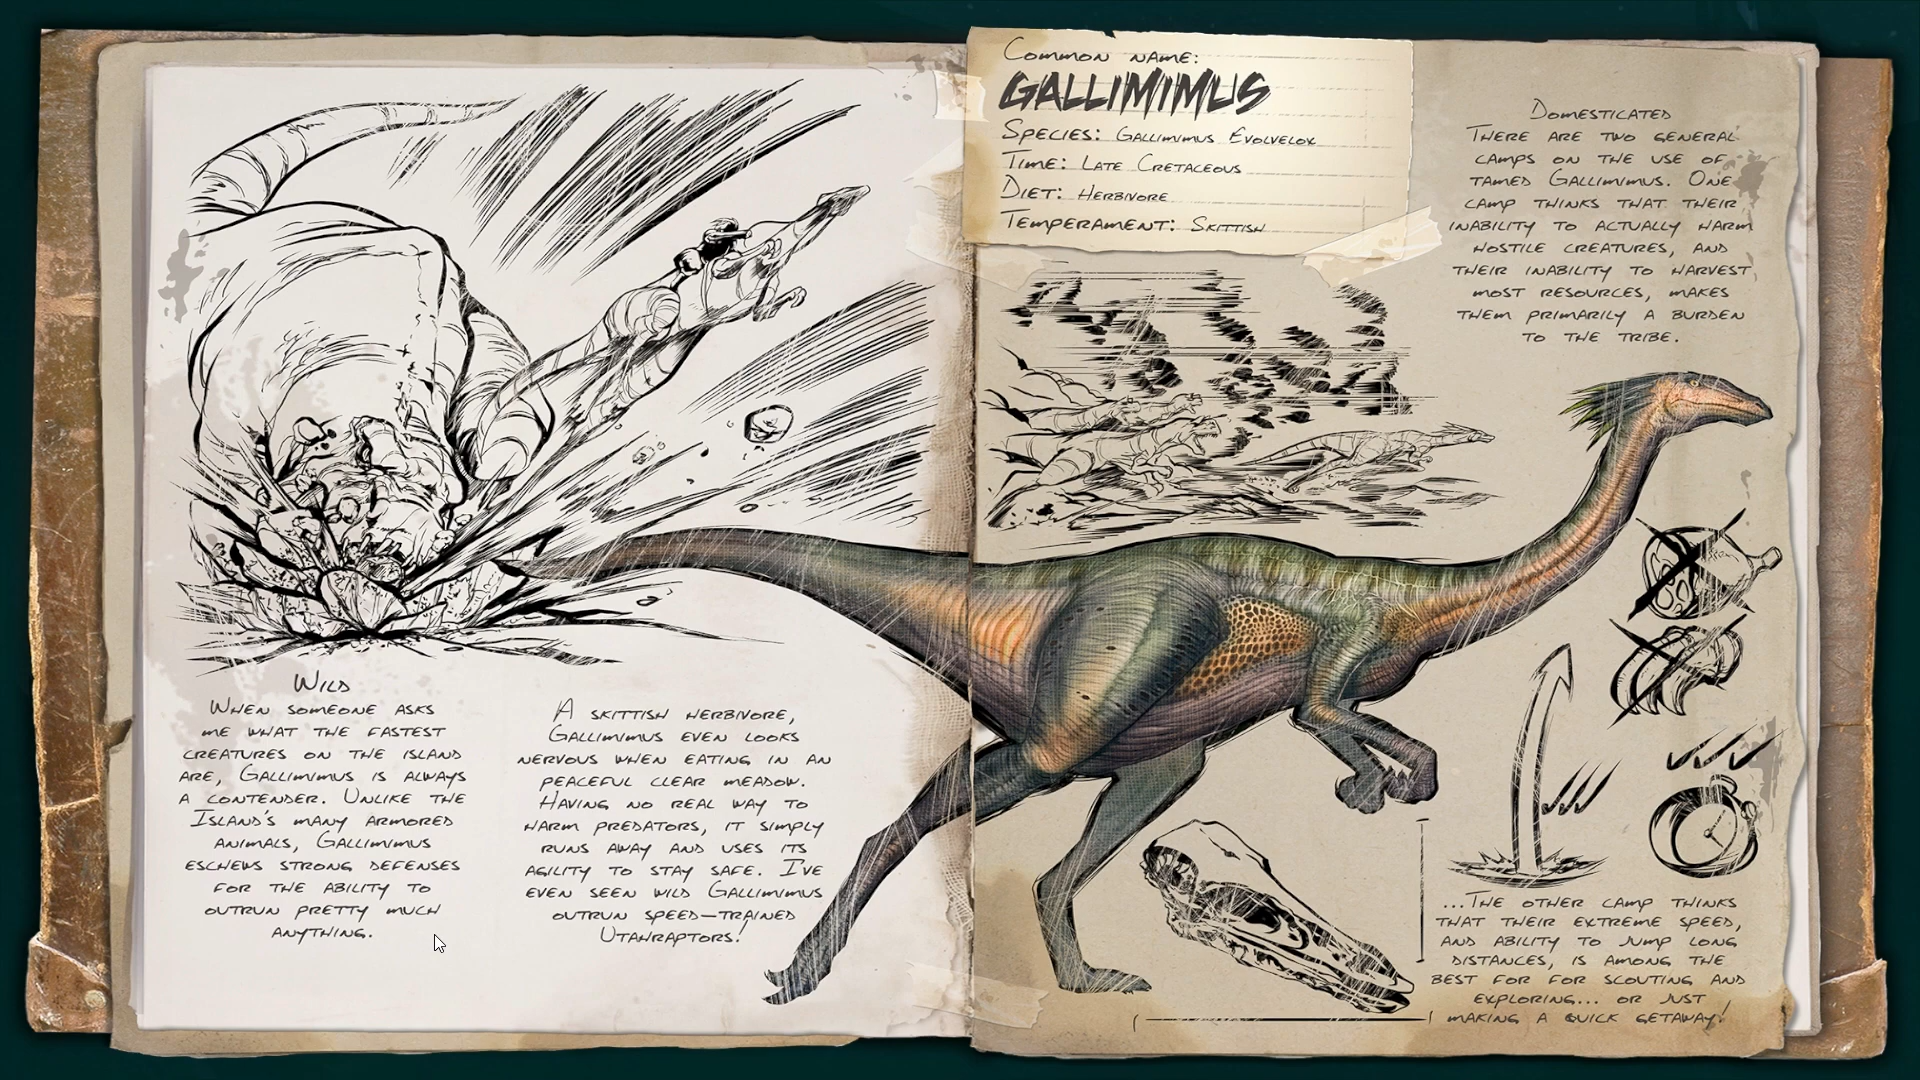 Common name:
Gallimimus
Species: Gallimimus Evolvelox
Time: Late Cretaceous
Diet: Herbivore
Temperament: Skittish
Wild
When someone asks
me what the fastest
creatures on the island
are, Gallimimus is always
a contender. Unlike the
Island's many armored
animals, Gallimimus
eschews strong defenses
for the ability to
outrun pretty much
anything.
A skittish herbivore,
Gallimimus even looks
nervous when eating in an
peaceful clear meadow.
Having no real way to
harm predators, it simply
runs away and uses its
agility to stay safe. I've
even seen wild Gallimimus
outrun speed-trained
Utahraptors!
Domesticated
There are two general
camps on the use of
tamed Gallimimus. One
camp thinks that their
inability to actually harm
hostile creatures, and
their inability to harvest
most resources, makes
them primarily a burden
to the tribe.
...The other camp thinks
that their extreme speed,
and ability to jump long
distances, is among the
best for for scouting and
exploring... or just
making a quick getaway!